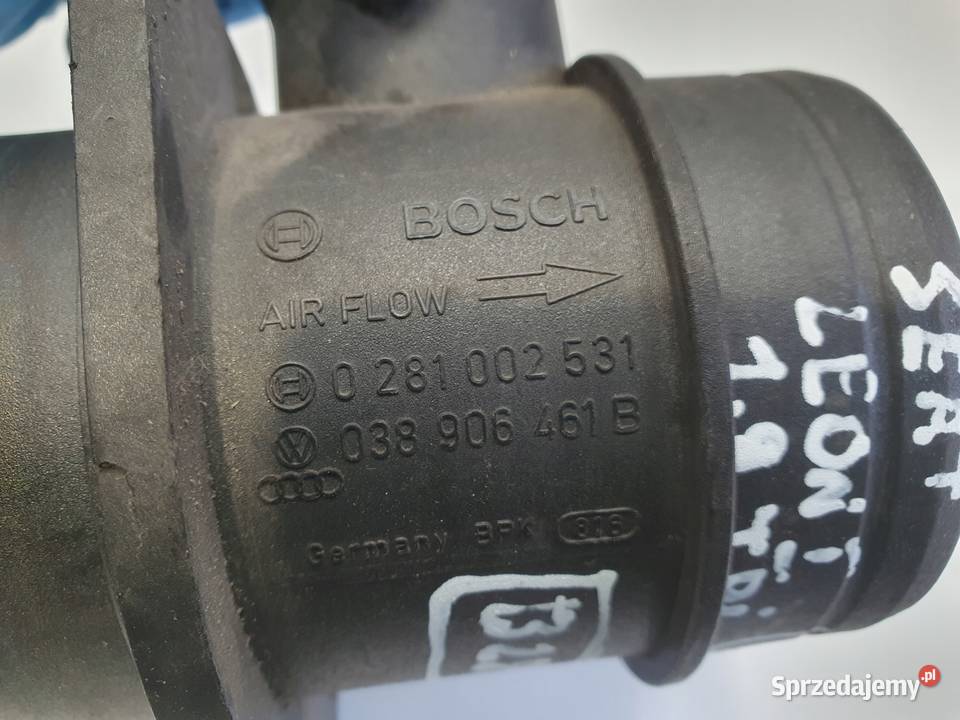 BOSCH
AIR FLOW
0 281 002 531
038 906 461 B
Germany BPK
SEAT
LEON I
1.9 TDI
Sprzedajemy.pl